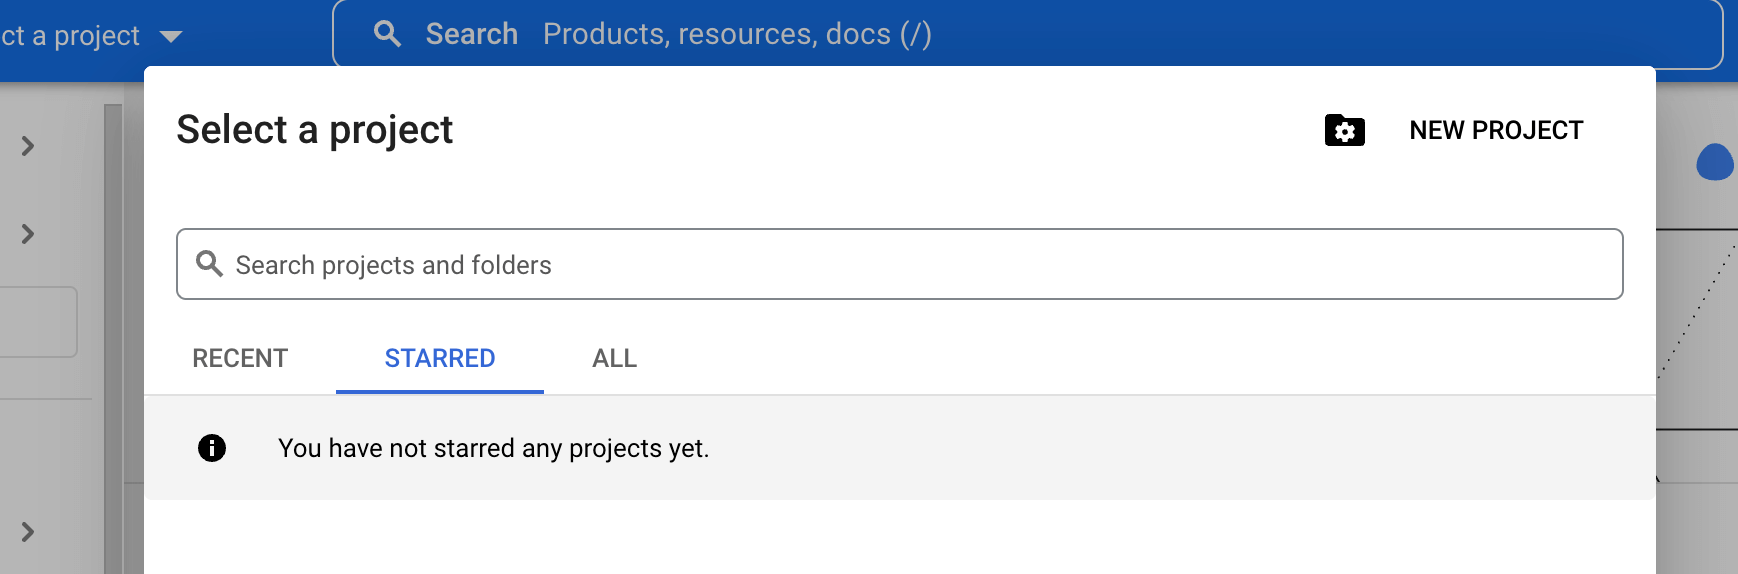 ct a project
Search Products, resources, docs (/)
Select a project
NEW PROJECT
Search projects and folders
RECENT STARRED ALL
You have not starred any projects yet.